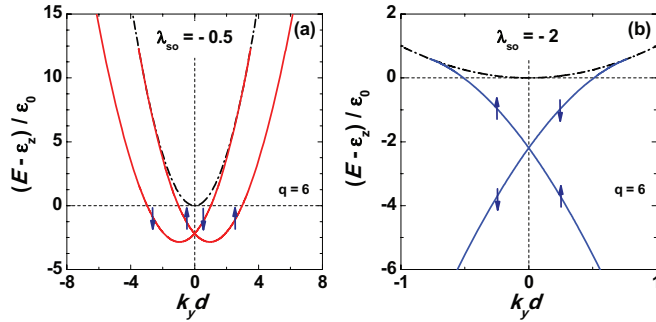 (a)
λso = - 0.5
q = 6
(E - εz) / ε0
15
10
5
0
-5
-8 -4 0 4 8
kyd
(b)
λso = - 2
q = 6
(E - εz) / ε0
2
0
-2
-4
-6
-1 0 1
kyd